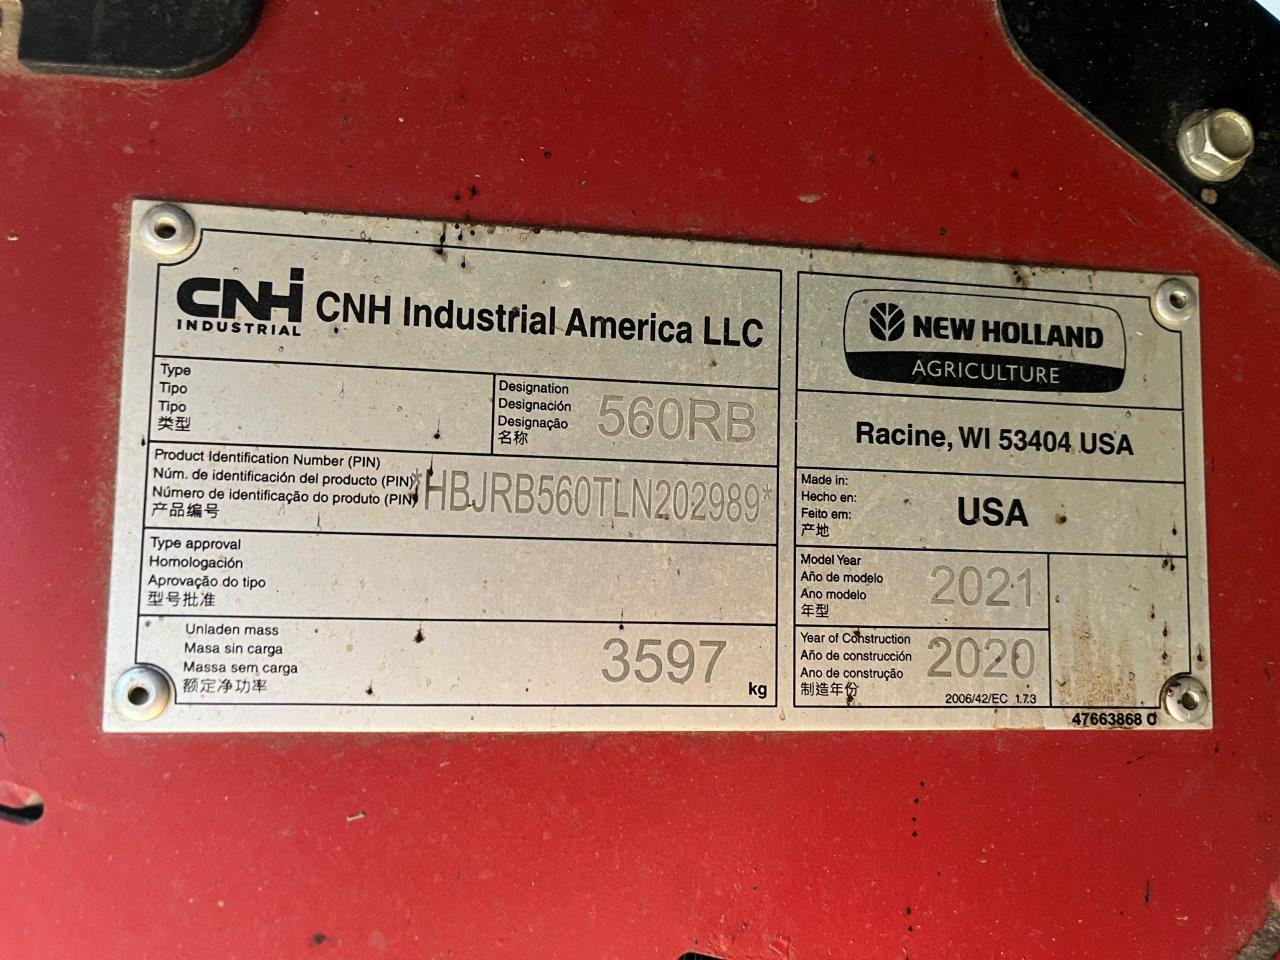 CNHi
INDUSTRIAL
CNH Industrial America LLC
Type
Tipo
Tipo
类型
Designation
Designación
Designação
名称
560RB
Product Identification Number (PIN)
Núm. de identificación del producto (PIN)
Número de identificação do produto (PIN)
产品编号
*HBJRB560TLN202989*
Type approval
Homologación
Aprovação do tipo
型号批准
Unladen mass
Masa sin carga
Massa sem carga
额定净功率
3597
kg
NEW HOLLAND
AGRICULTURE
Racine, WI 53404 USA
Made in:
Hecho en:
Feito em:
产地
USA
Model Year
Año de modelo
Ano modelo
年型
2021
Year of Construction
Año de construcción
Ano de construção
制造年份
2020
2006/42/EC 1.7.3
47663868 C